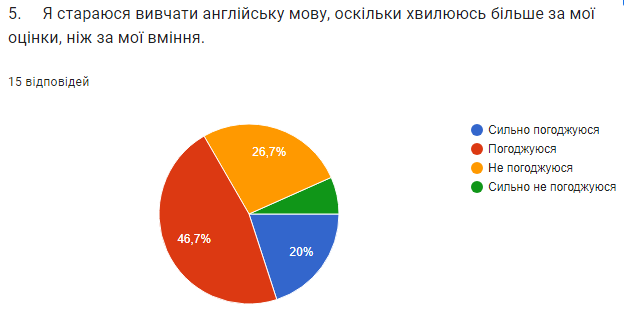 5. Я стараюся вивчати англійську мову, оскільки хвилююсь більше за мої
оцінки, ніж за мої вміння.
15 відповідей
26,7%
46,7%
20%
Сильно погоджуюся
Погоджуюся
Не погоджуюся
Сильно не погоджуюся